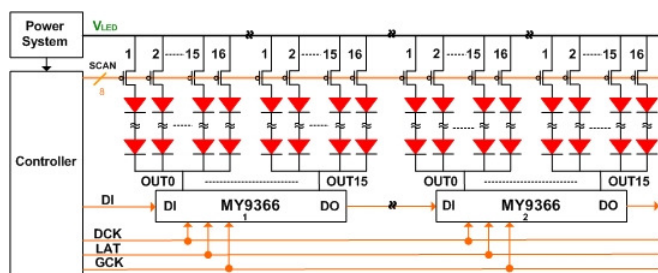 Power System
V_LED
1 2 15 16 1 2 15 16 1 2 15 16 1 2 15 16
SCAN
8
Controller
OUT0 OUT15 OUT0 OUT15
DI DI MY9366 DO DI MY9366 DO
1 2
DCK
LAT
GCK